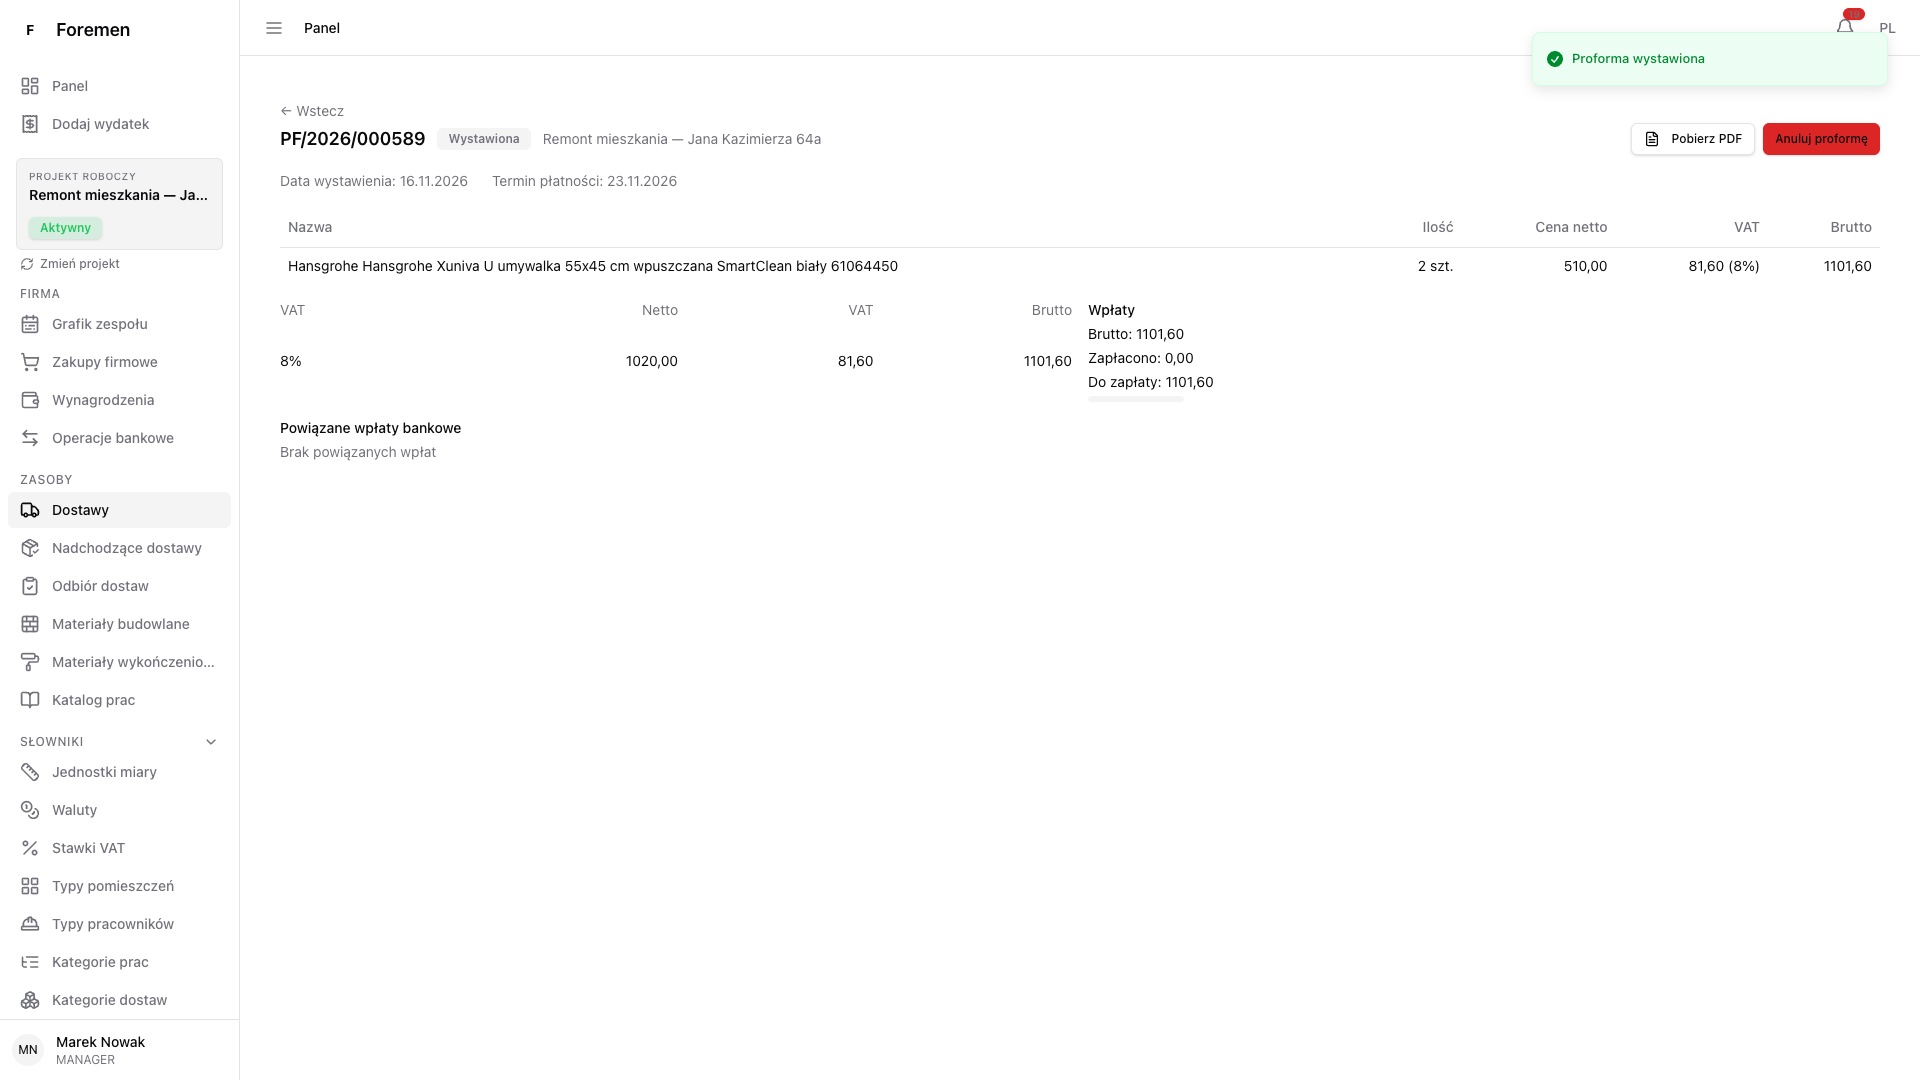 F Foremen
Panel
Dodaj wydatek
PROJEKT ROBOCZY
Remont mieszkania — Ja...
Aktywny
Zmień projekt
FIRMA
Grafik zespołu
Zakupy firmowe
Wynagrodzenia
Operacje bankowe
ZASOBY
Dostawy
Nadchodzące dostawy
Odbiór dostaw
Materiały budowlane
Materiały wykończenio...
Katalog prac
SŁOWNIKI
Jednostki miary
Waluty
Stawki VAT
Typy pomieszczeń
Typy pracowników
Kategorie prac
Kategorie dostaw
MN
Marek Nowak
MANAGER
Panel
PL
Proforma wystawiona
← Wstecz
PF/2026/000589 Wystawiona Remont mieszkania — Jana Kazimierza 64a
Pobierz PDF Anuluj proformę
Data wystawienia: 16.11.2026 Termin płatności: 23.11.2026
Nazwa Ilość Cena netto VAT Brutto
Hansgrohe Hansgrohe Xuniva U umywalka 55x45 cm wpuszczana SmartClean biały 61064450 2 szt. 510,00 81,60 (8%) 1101,60
VAT Netto VAT Brutto
8% 1020,00 81,60 1101,60
Wpłaty
Brutto: 1101,60
Zapłacono: 0,00
Do zapłaty: 1101,60
Powiązane wpłaty bankowe
Brak powiązanych wpłat